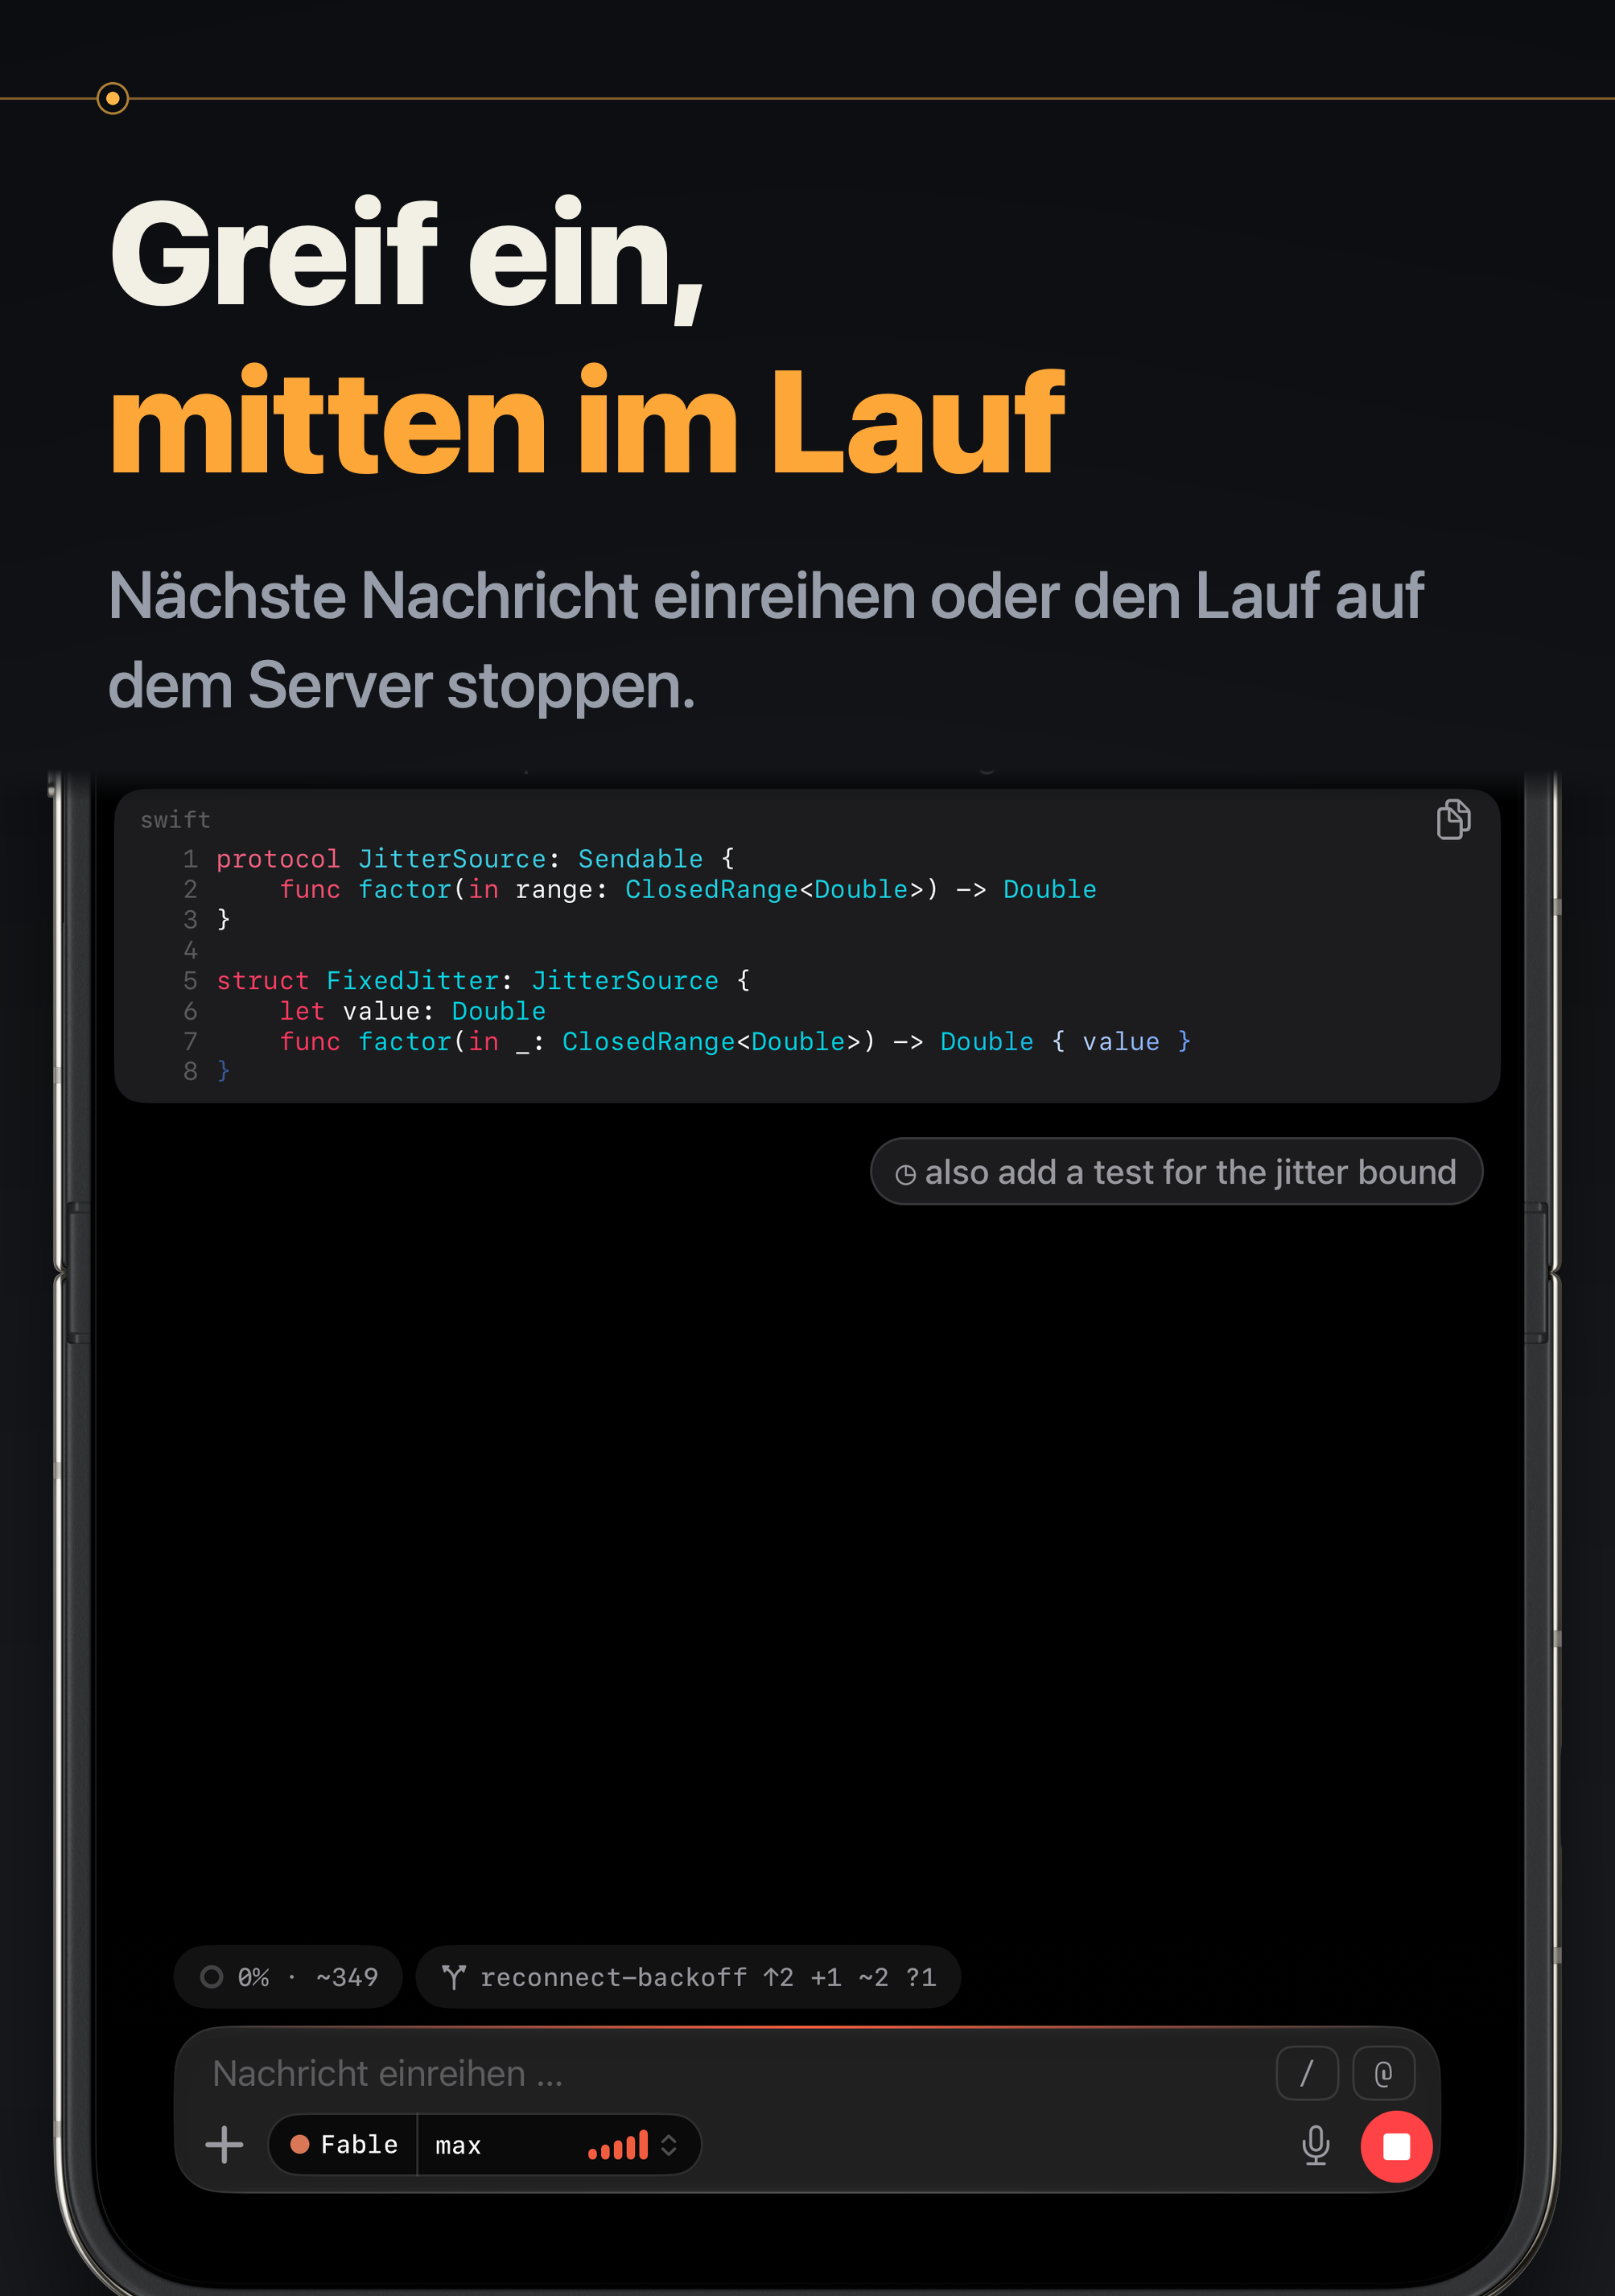 Greif ein,
mitten im Lauf
Nächste Nachricht einreihen oder den Lauf auf
dem Server stoppen.
swift
1 protocol JitterSource: Sendable {
2     func factor(in range: ClosedRange<Double>) -> Double
3 }
4
5 struct FixedJitter: JitterSource {
6     let value: Double
7     func factor(in _: ClosedRange<Double>) -> Double { value }
8 }
also add a test for the jitter bound
0% · ~349
reconnect-backoff ↑2 +1 ~2 ?1
Nachricht einreihen ...
/ @
Fable max